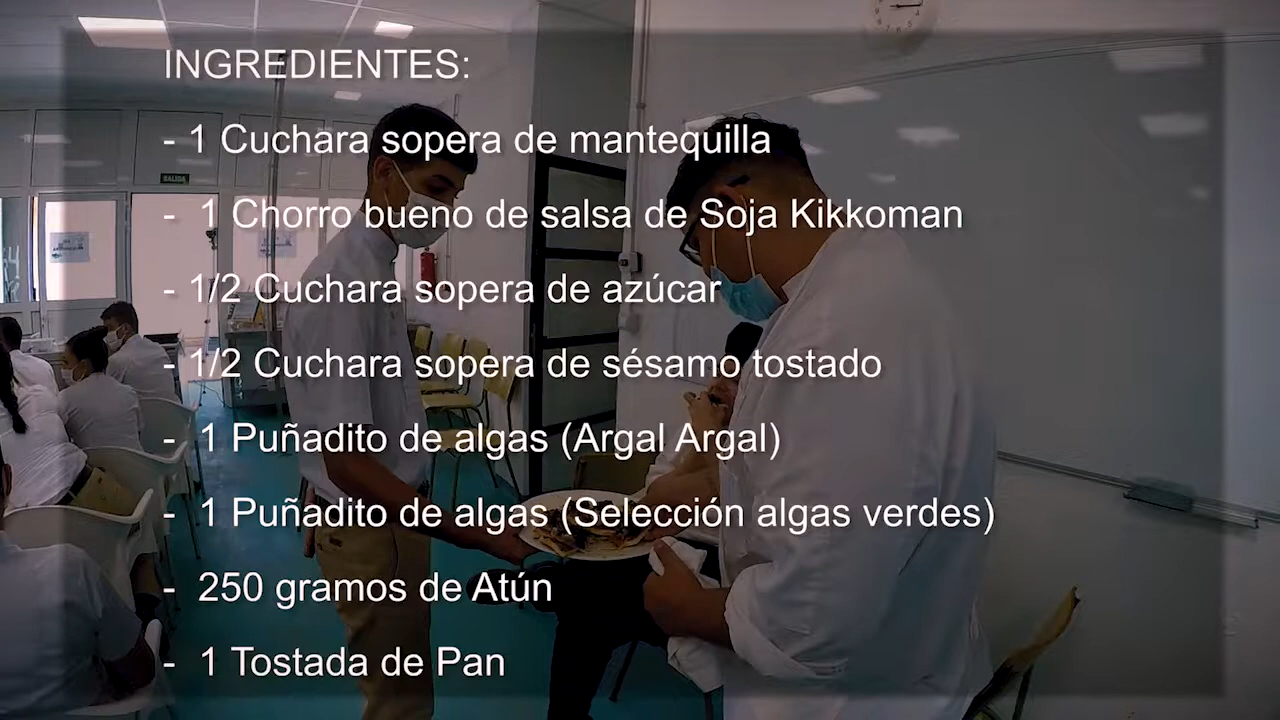 INGREDIENTES:
- 1 Cuchara sopera de mantequilla
- 1 Chorro bueno de salsa de Soja Kikkoman
- 1/2 Cuchara sopera de azúcar
- 1/2 Cuchara sopera de sésamo tostado
- 1 Puñadito de algas (Argal Argal)
- 1 Puñadito de algas (Selección algas verdes)
- 250 gramos de Atún
- 1 Tostada de Pan
SALIDA